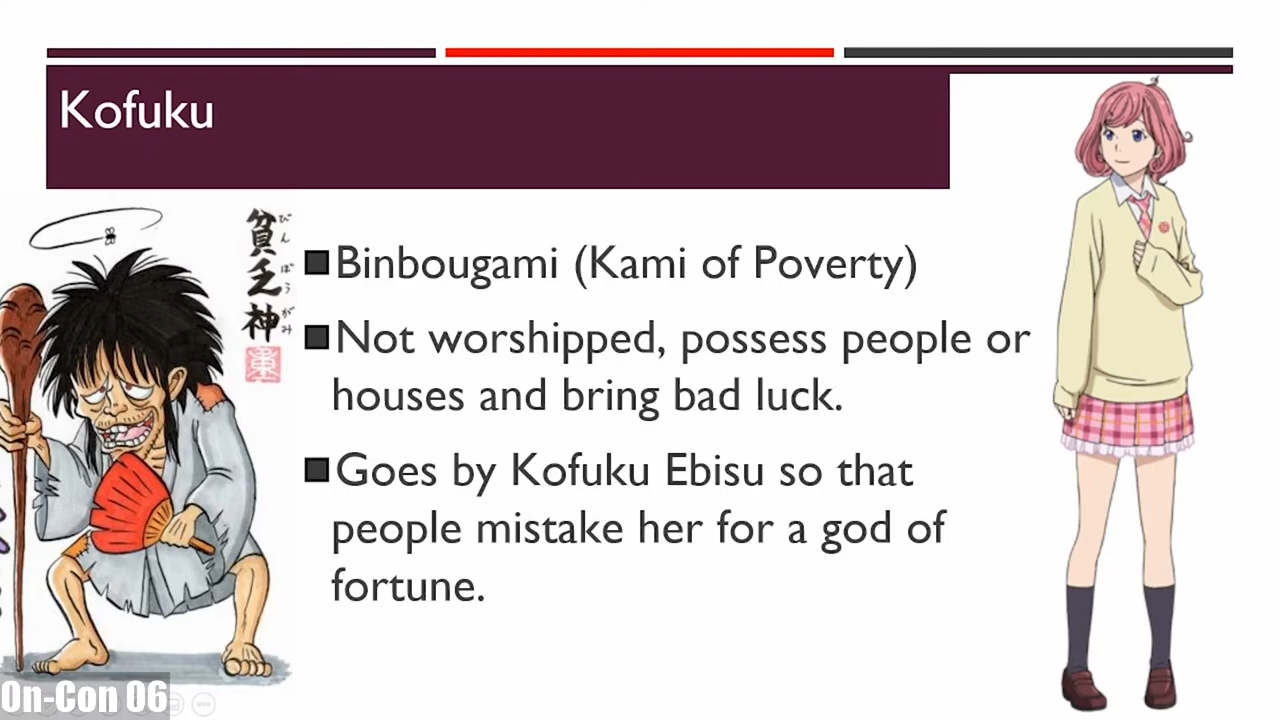 Kofuku
貧乏神
びんぼうがみ
■Binbougami (Kami of Poverty)
■Not worshipped, possess people or
houses and bring bad luck.
■Goes by Kofuku Ebisu so that
people mistake her for a god of
fortune.
On-Con 06